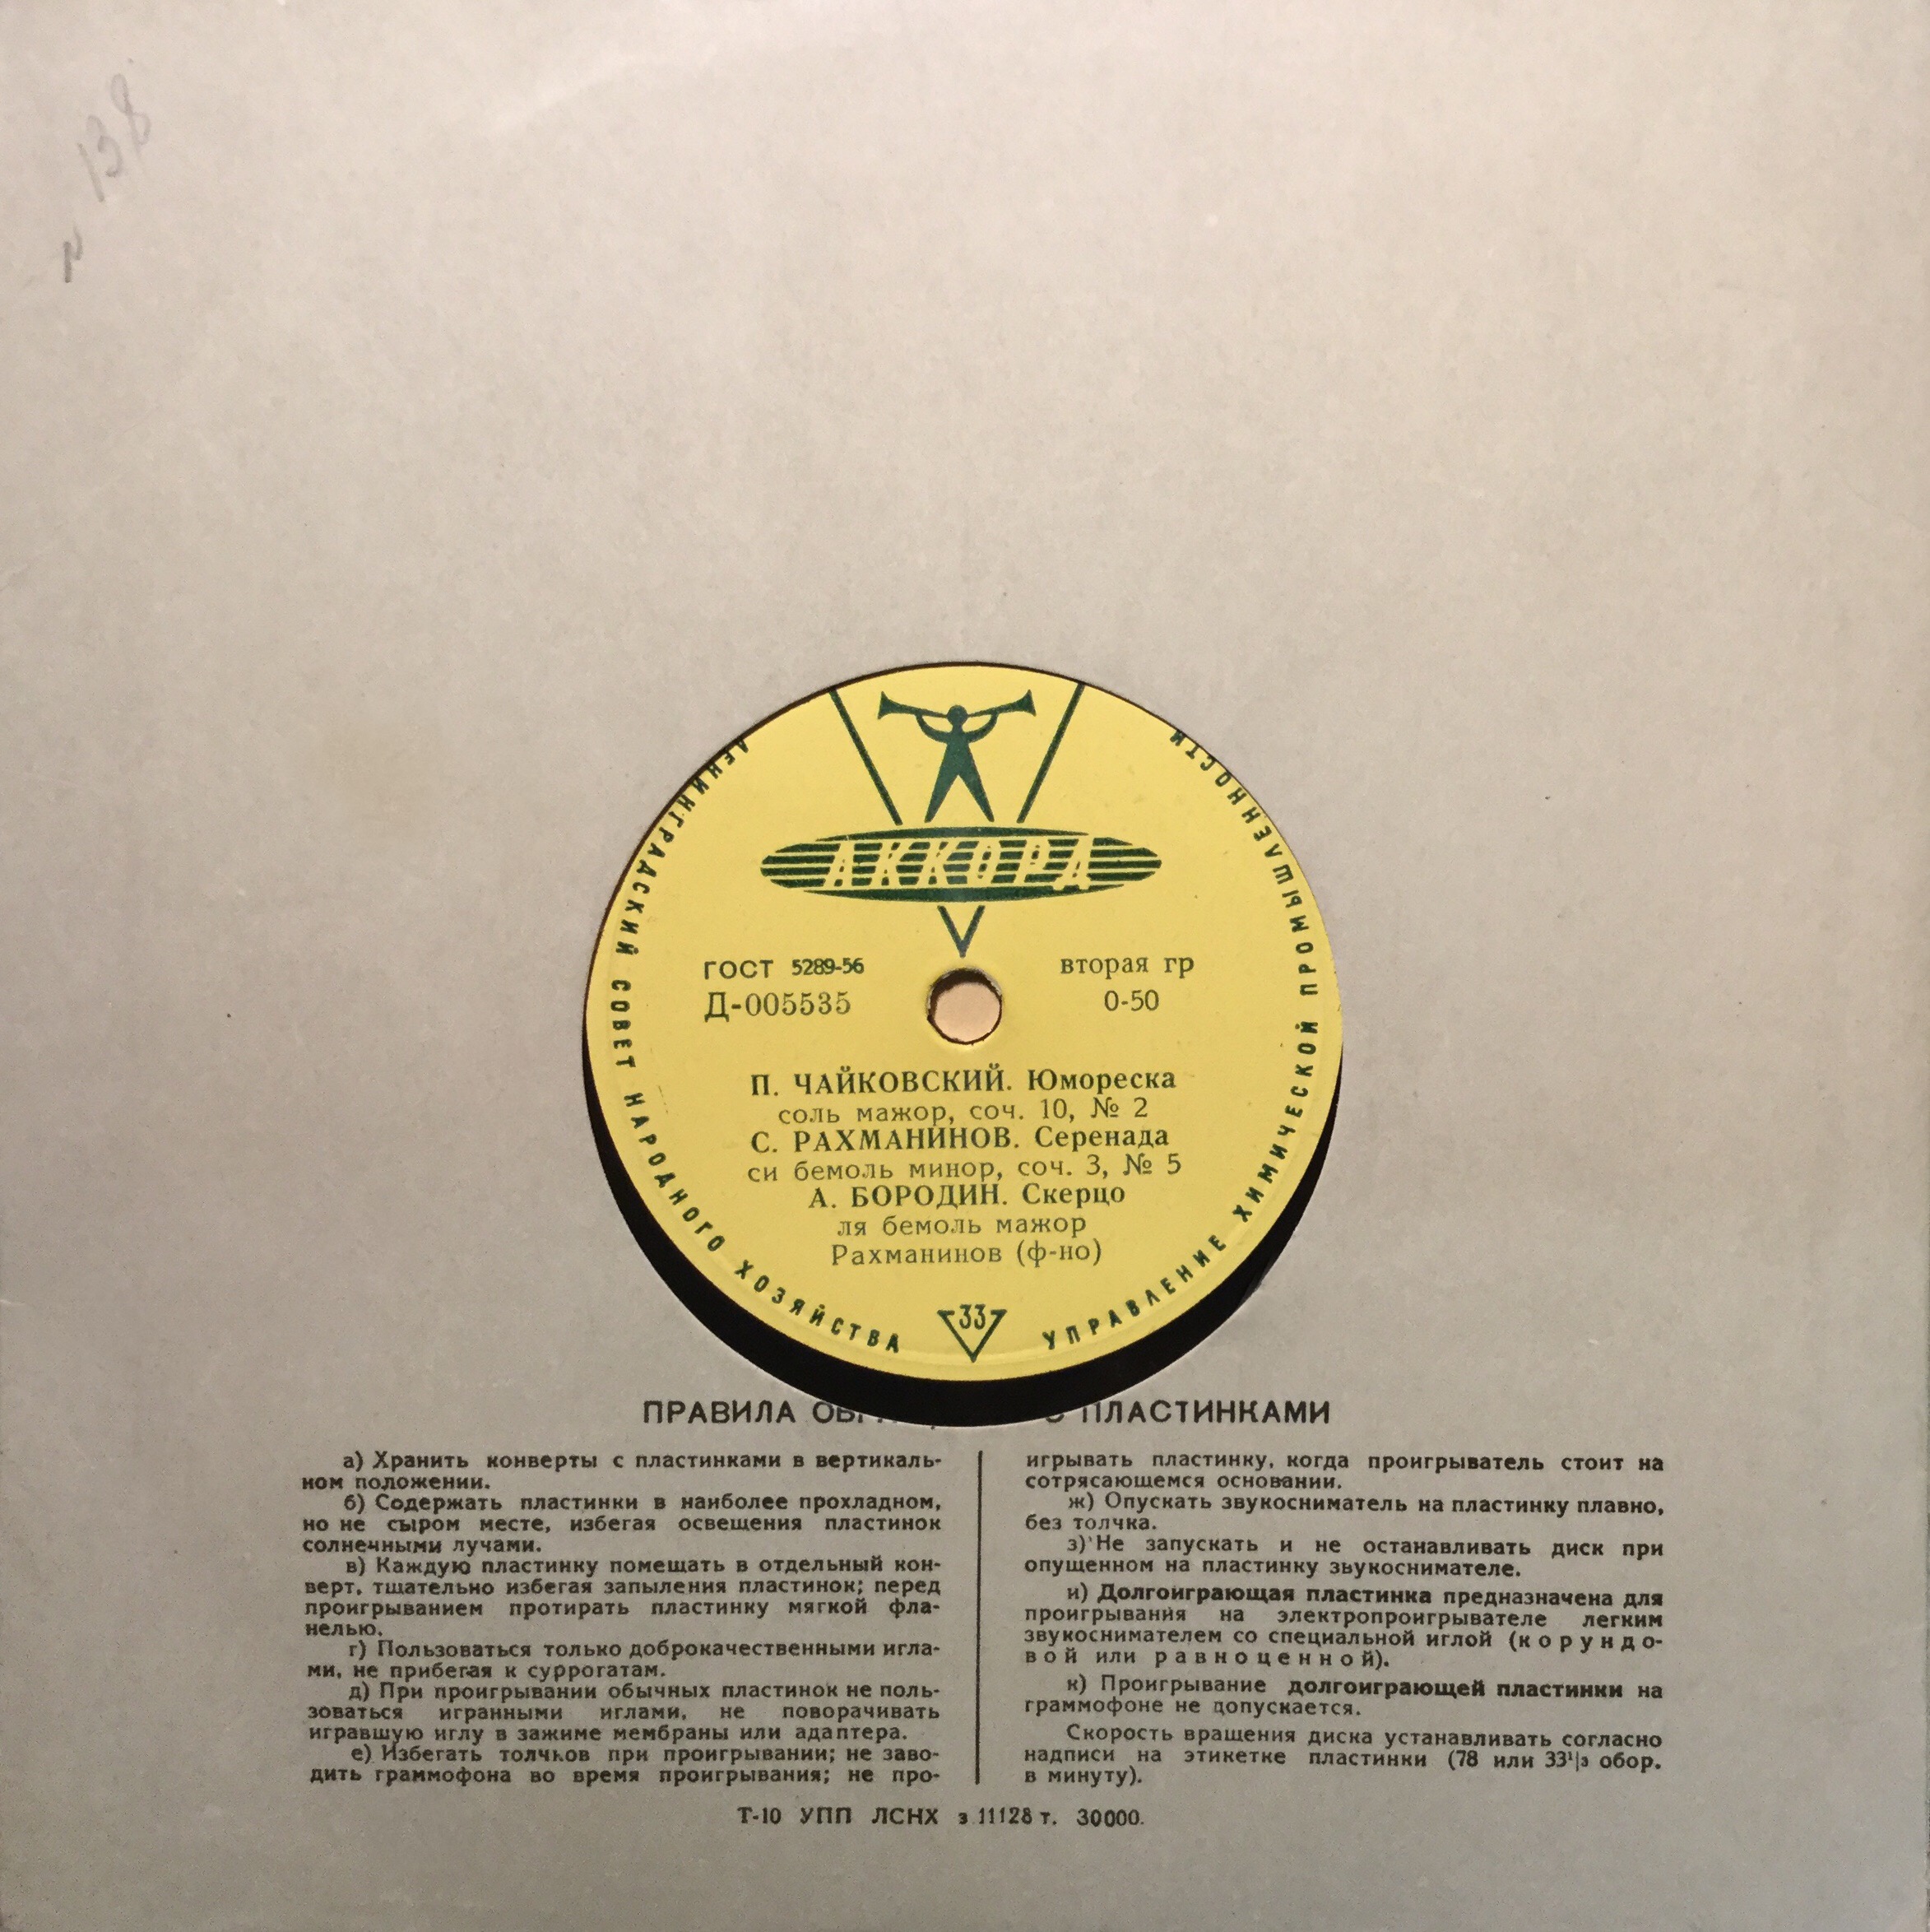 № 138
ЛЕНИНГРАДСКИЙ СОВЕТ НАРОДНОГО ХОЗЯЙСТВА
УПРАВЛЕНИЕ ХИМИЧЕСКОЙ ПРОМЫШЛЕННОСТИ
АККОРД
ГОСТ 5289-56
вторая гр
Д-005535
0-50
П. ЧАЙКОВСКИЙ. Юмореска
соль мажор, соч. 10, № 2
С. РАХМАНИНОВ. Серенада
си бемоль минор, соч. 3, № 5
А. БОРОДИН. Скерцо
ля бемоль мажор
Рахманинов (ф-но)
33
ПРАВИЛА С ПЛАСТИНКАМИ
а) Хранить конверты с пластинками в вертикаль-
ном положении.
б) Содержать пластинки в наиболее прохладном,
но не сыром месте, избегая освещения пластинок
солнечными лучами.
в) Каждую пластинку помещать в отдельный кон-
верт, тщательно избегая запыления пластинок; перед
проигрыванием протирать пластинку мягкой фла-
нелью.
г) Пользоваться только доброкачественными игла-
ми, не прибегая к суррогатам.
д) При проигрывании обычных пластинок не поль-
зоваться игранными иглами, не поворачивать
игравшую иглу в зажиме мембраны или адаптера.
е) Избегать толчков при проигрывании; не заво-
дить граммофона во время проигрывания; не про-
игрывать пластинку, когда проигрыватель стоит на
сотрясающемся основании.
ж) Опускать звукосниматель на пластинку плавно,
без толчка.
з) Не запускать и не останавливать диск при
опущенном на пластинку звукоснимателе.
и) Долгоиграющая пластинка предназначена для
проигрывания на электропроигрывателе легким
звукоснимателем со специальной иглой (корундо-
вой или равноценной).
к) Проигрывание долгоиграющей пластинки на
граммофоне не допускается.
Скорость вращения диска устанавливать согласно
надписи на этикетке пластинки (78 или 33¹|₃ обор.
в минуту).
Т-10 УПП ЛСНХ з 11128 т. 30000.